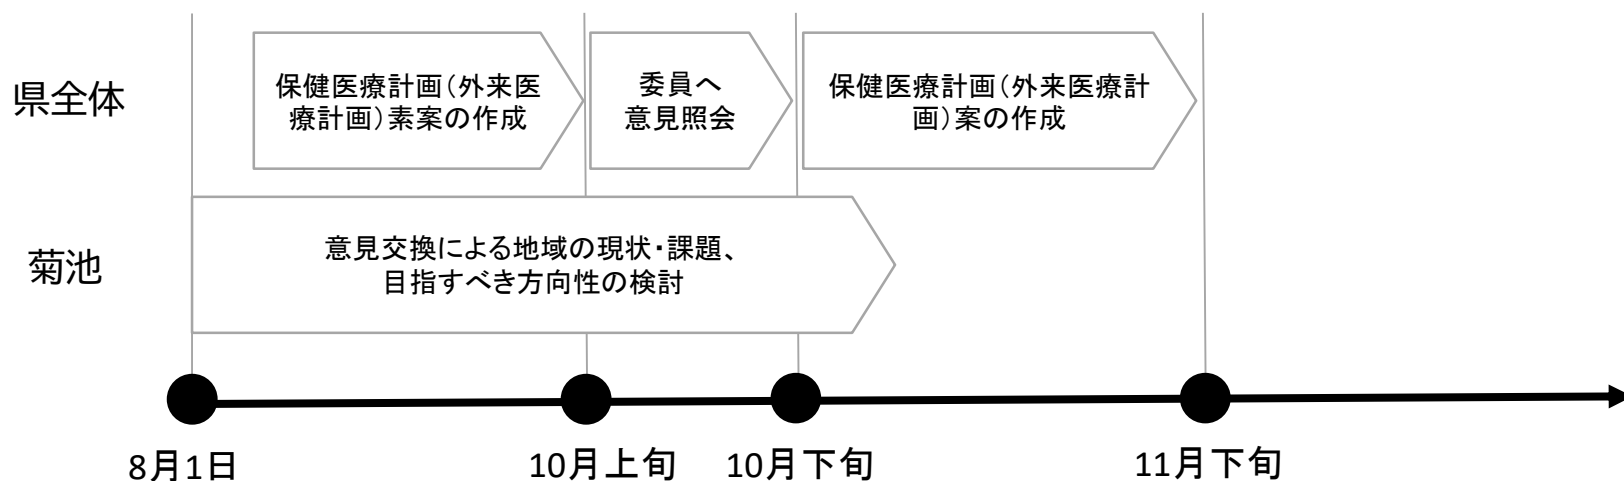 県全体
保健医療計画（外来医
療計画）素案の作成
委員へ
意見照会
保健医療計画（外来医療計
画）案の作成
菊池
意見交換による地域の現状・課題、
目指すべき方向性の検討
8月1日
10月上旬
10月下旬
11月下旬